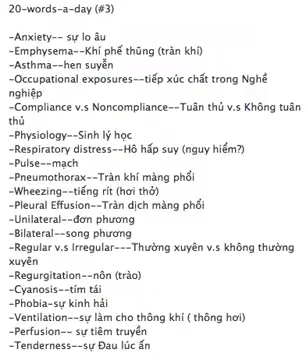 20-words-a-day (#3)
-Anxiety-- sự lo âu
-Emphysema--Khí phế thũng (tràn khí)
-Asthma--hen suyễn
-Occupational exposures--tiếp xúc chất trong Nghề
nghiệp
-Compliance v.s Noncompliance--Tuân thủ v.s Không tuân
thủ
-Physiology--Sinh lý học
-Respiratory distress--Hô hấp suy (nguy hiểm?)
-Pulse--mạch
-Pneumothorax--Tràn khí màng phổi
-Wheezing--tiếng rít (hơi thở)
-Pleural Effusion--Tràn dịch màng phổi
-Unilateral--đơn phương
-Bilateral--song phương
-Regular v.s Irregular---Thường xuyên v.s không thường
xuyên
-Regurgitation--nôn (trào)
-Cyanosis--tím tái
-Phobia-sự kinh hải
-Ventilation--sự làm cho thông khí ( thông hơi)
-Perfusion-- sự tiêm truyền
-Tenderness--sự Đau lúc ấn